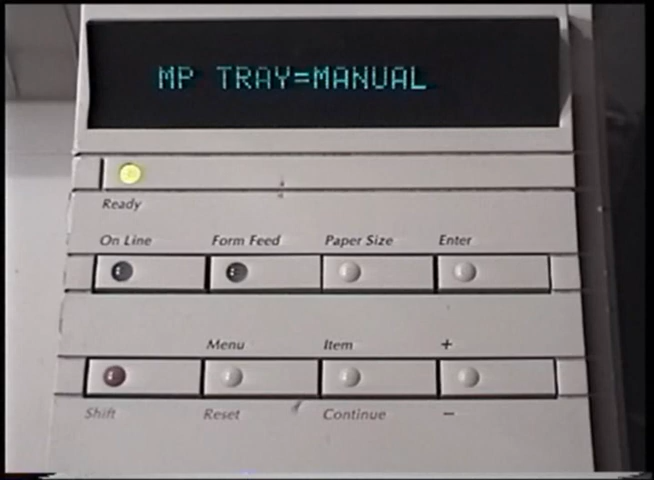 MP TRAY=MANUAL
Ready
On Line Form Feed Paper Size Enter
Menu Item +
Shift Reset Continue −